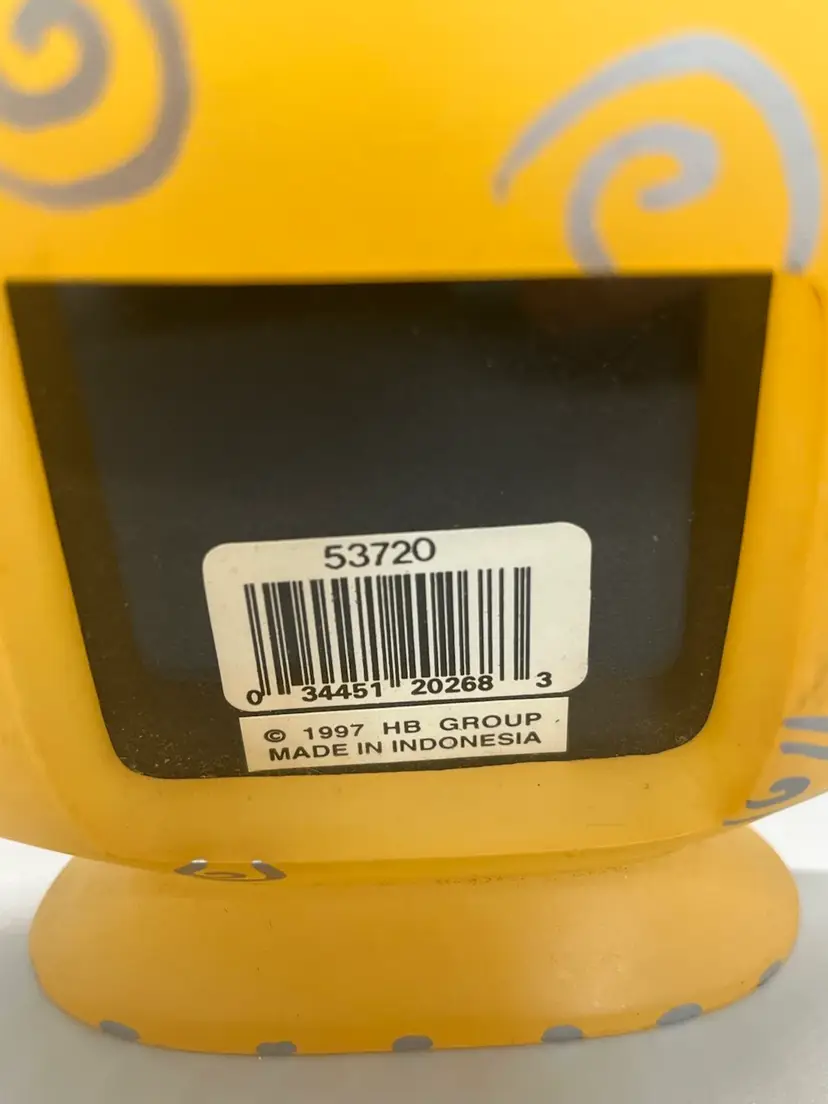 53720
0 34451 20268 3
© 1997 HB GROUP
MADE IN INDONESIA